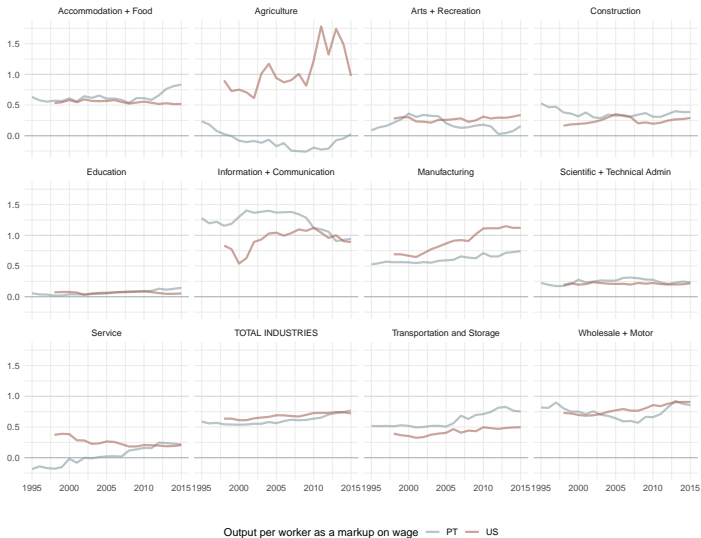 Accommodation + Food Agriculture Arts + Recreation Construction
1.5
1.0
0.5
0.0
Education Information + Communication Manufacturing Scientific + Technical Admin
1.5
1.0
0.5
0.0
Service TOTAL INDUSTRIES Transportation and Storage Wholesale + Motor
1.5
1.0
0.5
0.0
1995 2000 2005 2010 2015 1995 2000 2005 2010 2015 1995 2000 2005 2010 2015 1995 2000 2005 2010 2015
Output per worker as a markup on wage PT US